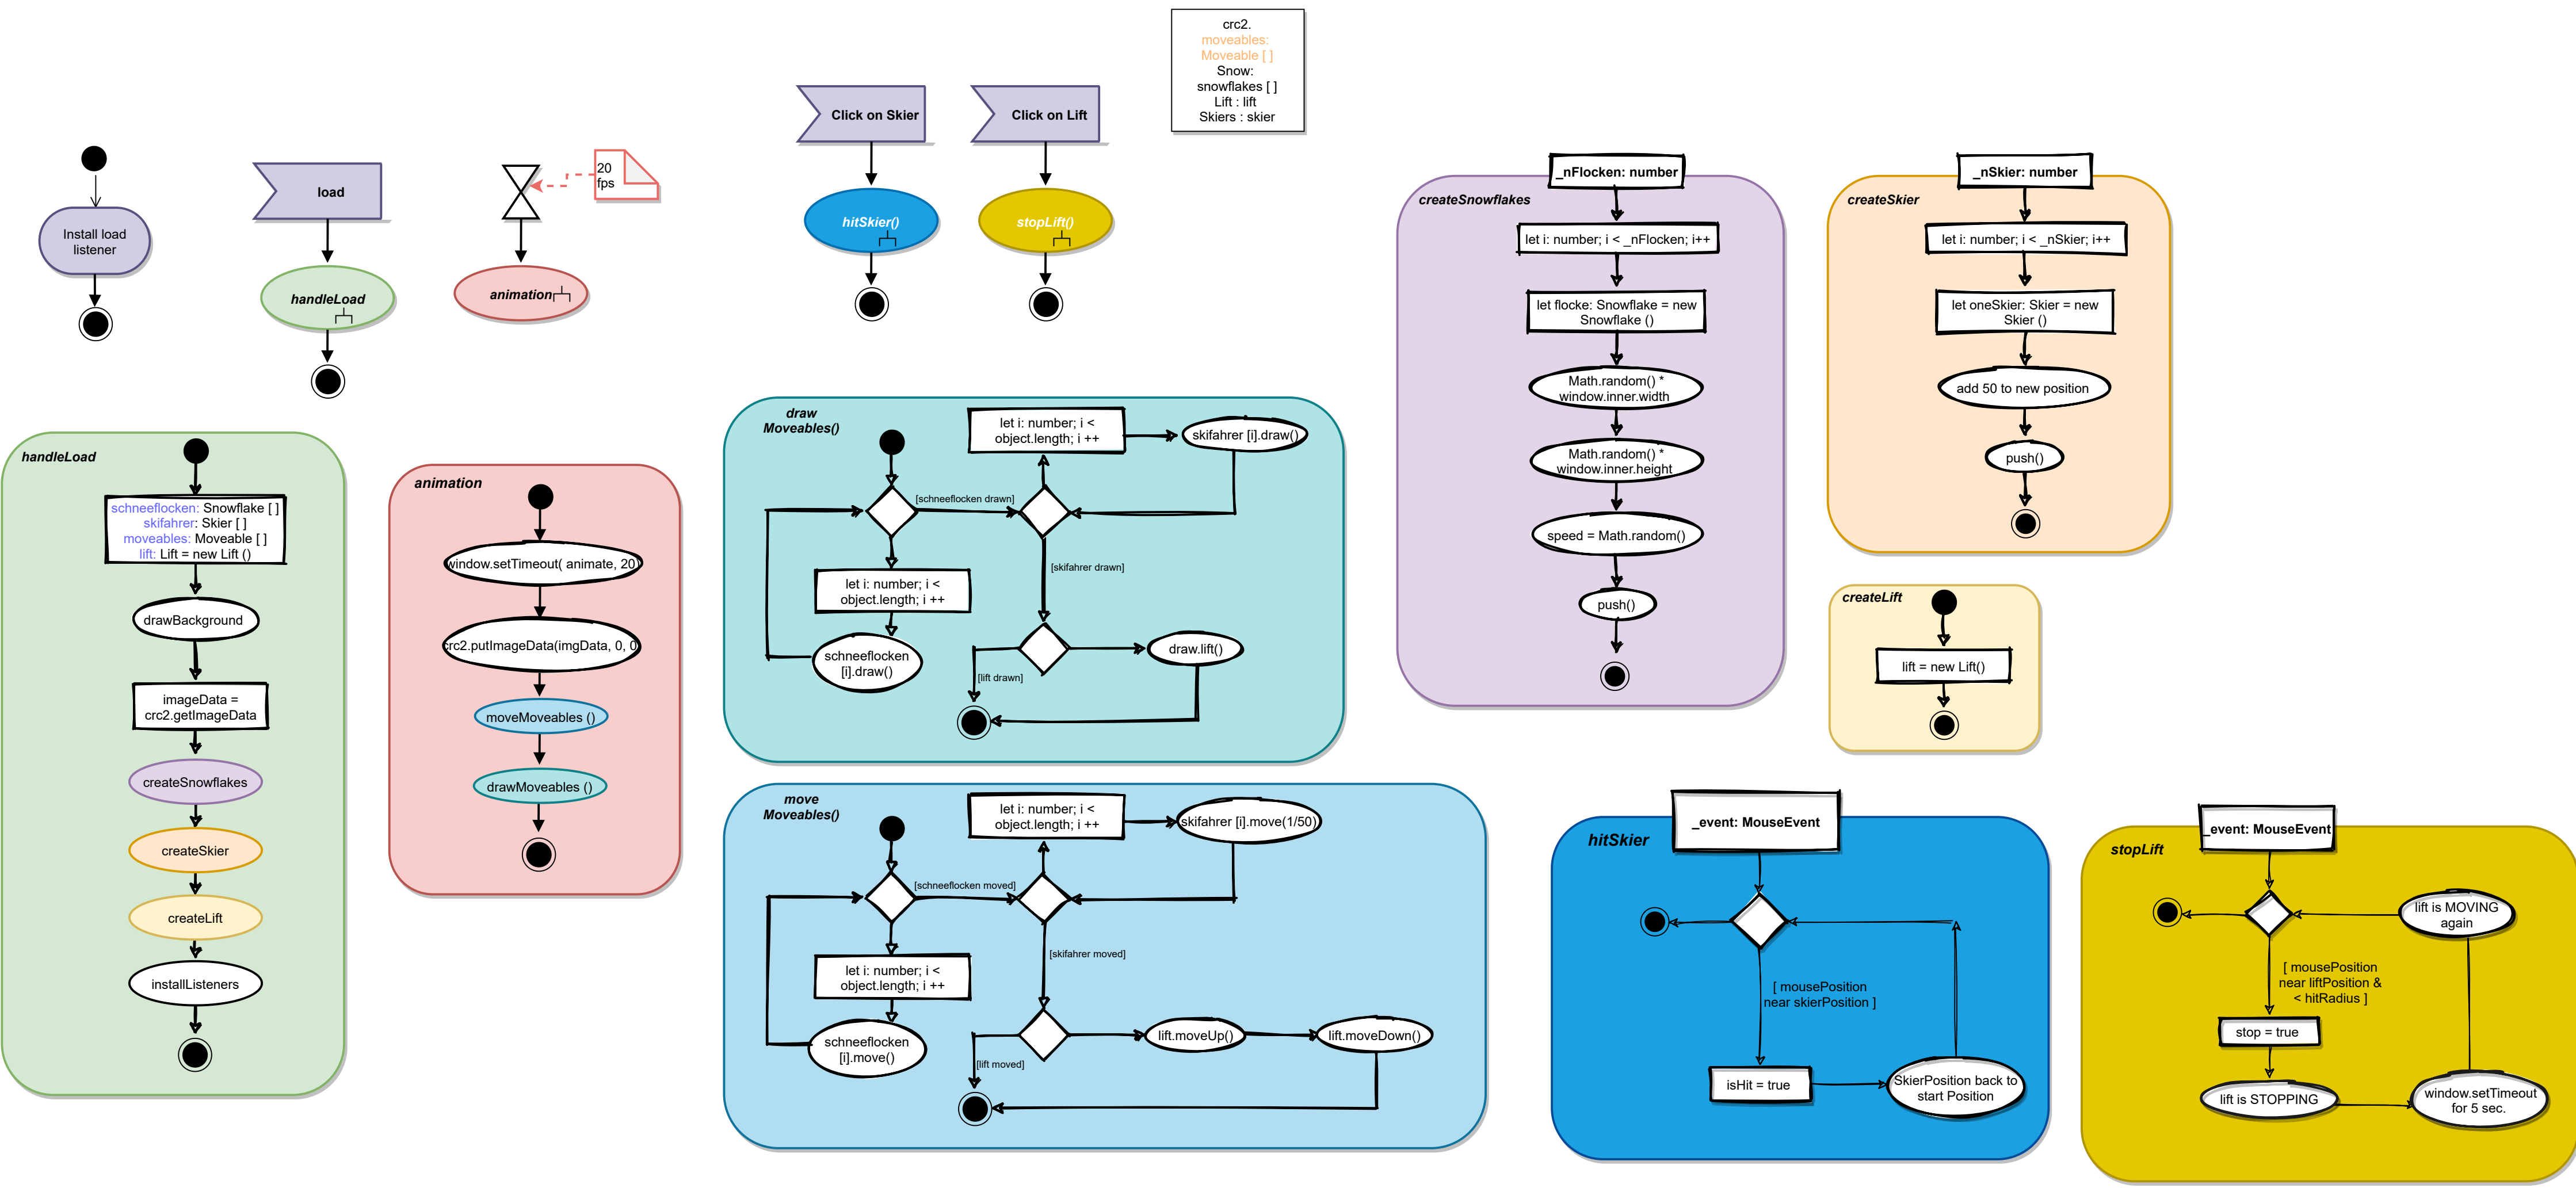 crc2.
moveables:
Moveable [ ]
Snow:
snowflakes [ ]
Lift : lift
Skiers : skier
Install load
listener
load
handleLoad
20
fps
animation
Click on Skier
hitSkier()
Click on Lift
stopLift()
handleLoad
schneeflocken: Snowflake [ ]
skifahrer: Skier [ ]
moveables: Moveable [ ]
lift: Lift = new Lift ()
drawBackground
imageData =
crc2.getImageData
createSnowflakes
createSkier
createLift
installListeners
animation
window.setTimeout( animate, 20)
crc2.putImageData(imgData, 0, 0
moveMoveables ()
drawMoveables ()
draw
Moveables()
let i: number; i <
object.length; i ++
skifahrer [i].draw()
[schneeflocken drawn]
[skifahrer drawn]
let i: number; i <
object.length; i ++
schneeflocken
[i].draw()
draw.lift()
[lift drawn]
move
Moveables()
let i: number; i <
object.length; i ++
skifahrer [i].move(1/50)
[schneeflocken moved]
[skifahrer moved]
let i: number; i <
object.length; i ++
schneeflocken
[i].move()
lift.moveUp()
lift.moveDown()
[lift moved]
_nFlocken: number
createSnowflakes
let i: number; i < _nFlocken; i++
let flocke: Snowflake = new
Snowflake ()
Math.random() *
window.inner.width
Math.random() *
window.inner.height
speed = Math.random()
push()
_nSkier: number
createSkier
let i: number; i < _nSkier; i++
let oneSkier: Skier = new
Skier ()
add 50 to new position
push()
createLift
lift = new Lift()
_event: MouseEvent
hitSkier
[ mousePosition
near skierPosition ]
isHit = true
SkierPosition back to
start Position
_event: MouseEvent
stopLift
lift is MOVING
again
[ mousePosition
near liftPosition &
< hitRadius ]
stop = true
lift is STOPPING
window.setTimeout
for 5 sec.